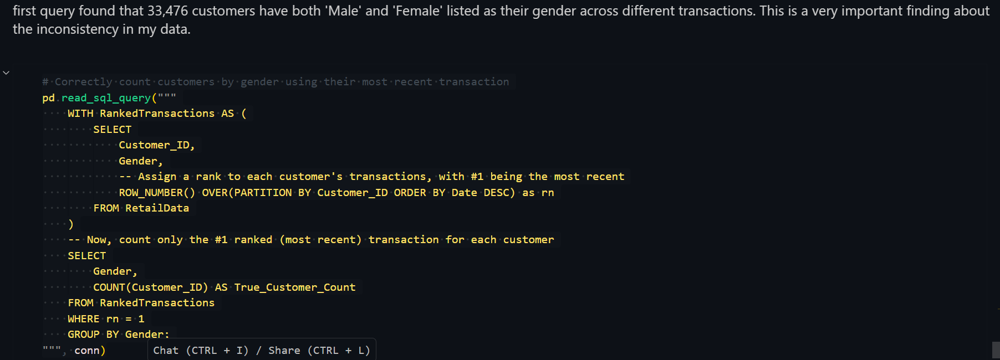 first query found that 33,476 customers have both 'Male' and 'Female' listed as their gender across different transactions. This is a very important finding about
the inconsistency in my data.
# Correctly count customers by gender using their most recent transaction
pd.read_sql_query("""
    WITH RankedTransactions AS (
        SELECT
            Customer_ID,
            Gender,
            -- Assign a rank to each customer's transactions, with #1 being the most recent
            ROW_NUMBER() OVER(PARTITION BY Customer_ID ORDER BY Date DESC) as rn
        FROM RetailData
    )
    -- Now, count only the #1 ranked (most recent) transaction for each customer
    SELECT
        Gender,
        COUNT(Customer_ID) AS True_Customer_Count
    FROM RankedTransactions
    WHERE rn = 1
    GROUP BY Gender;
""", conn)
Chat (CTRL + I) / Share (CTRL + L)